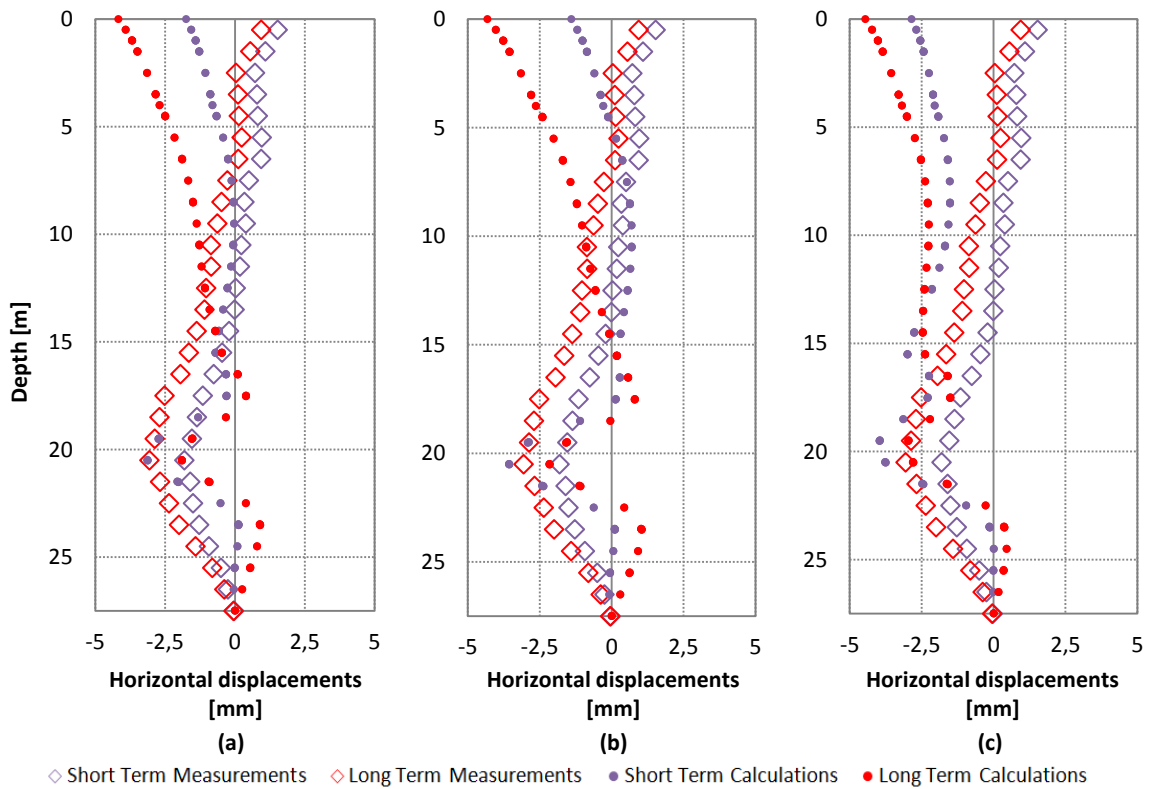 0 0 0
5 5 5
10 10 10
15 15 15
20 20 20
25 25 25
Depth [m]
-5 -2,5 0 2,5 5 -5 -2,5 0 2,5 5 -5 -2,5 0 2,5 5
Horizontal displacements Horizontal displacements Horizontal displacements
[mm] [mm] [mm]
(a) (b) (c)
Short Term Measurements Long Term Measurements Short Term Calculations Long Term Calculations